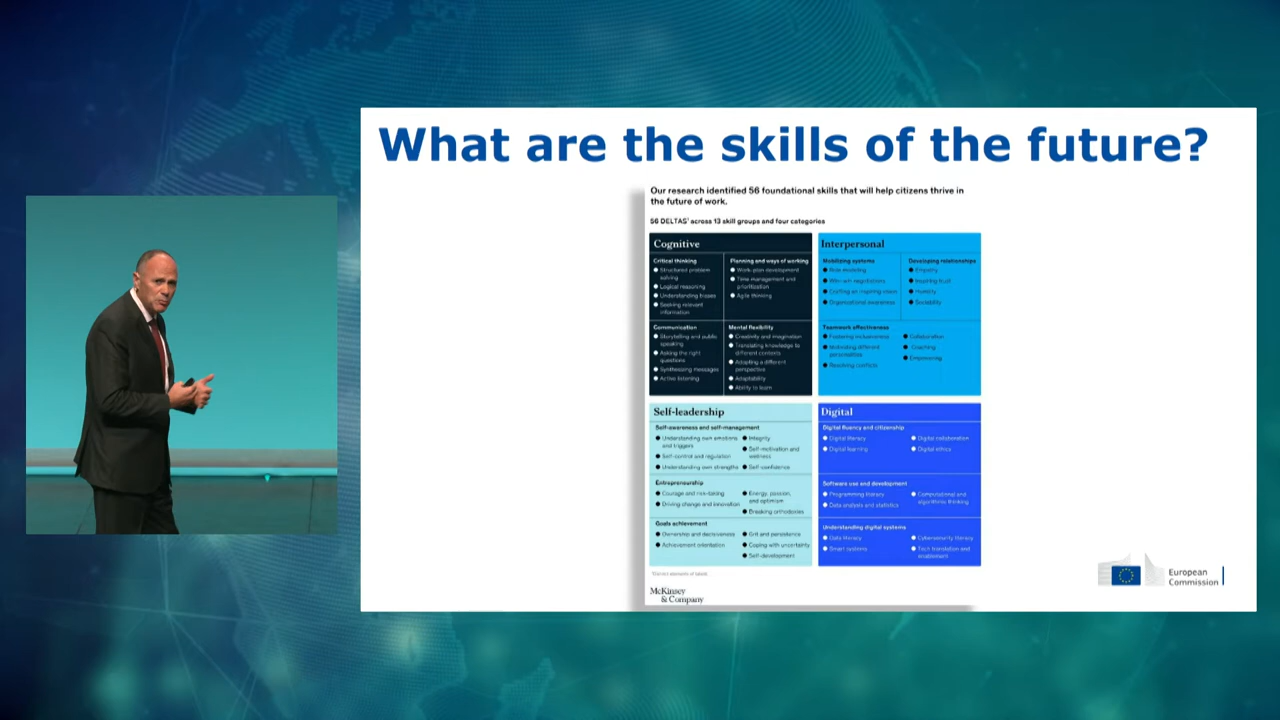 What are the skills of the future?
Our research identified 56 foundational skills that will help citizens thrive in
the future of work.
56 DELTAs¹ across 13 skill groups and four categories
Cognitive
Critical thinking
Structured problem
solving
Logical reasoning
Understanding biases
Seeking relevant
information
Planning and ways of working
Work-plan development
Time management and
prioritization
Agile thinking
Communication
Storytelling and public
speaking
Asking the right
questions
Synthesizing messages
Active listening
Mental flexibility
Creativity and imagination
Translating knowledge to
different contexts
Adopting a different
perspective
Adaptability
Ability to learn
Interpersonal
Mobilizing systems
Role modeling
Win-win negotiations
Crafting an inspiring vision
Organizational awareness
Developing relationships
Empathy
Inspiring trust
Humility
Sociability
Teamwork effectiveness
Fostering inclusiveness
Motivating different
personalities
Resolving conflicts
Collaboration
Coaching
Empowering
Self-leadership
Self-awareness and self-management
Understanding own emotions
and triggers
Self-control and regulation
Understanding own strengths
Integrity
Self-motivation and
wellness
Self-confidence
Entrepreneurship
Courage and risk-taking
Driving change and innovation
Energy, passion,
and optimism
Breaking orthodoxies
Goals achievement
Ownership and decisiveness
Achievement orientation
Grit and persistence
Coping with uncertainty
Self-development
Digital
Digital fluency and citizenship
Digital literacy
Digital learning
Digital collaboration
Digital ethics
Software use and development
Programming literacy
Data analysis and statistics
Computational and
algorithmic thinking
Understanding digital systems
Data literacy
Smart systems
Cybersecurity literacy
Tech translation and
enablement
McKinsey
& Company
European
Commission